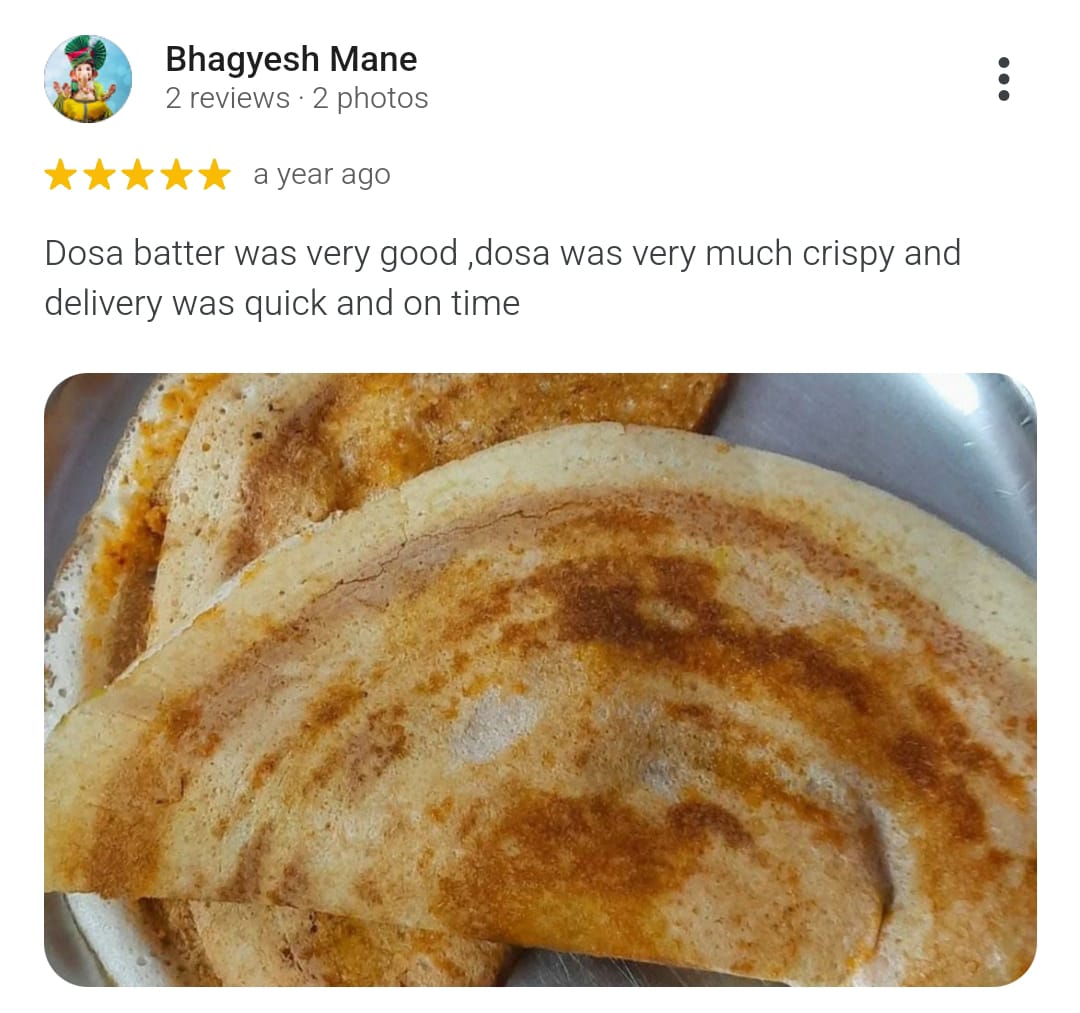 Bhagyesh Mane
2 reviews · 2 photos
a year ago
Dosa batter was very good ,dosa was very much crispy and
delivery was quick and on time